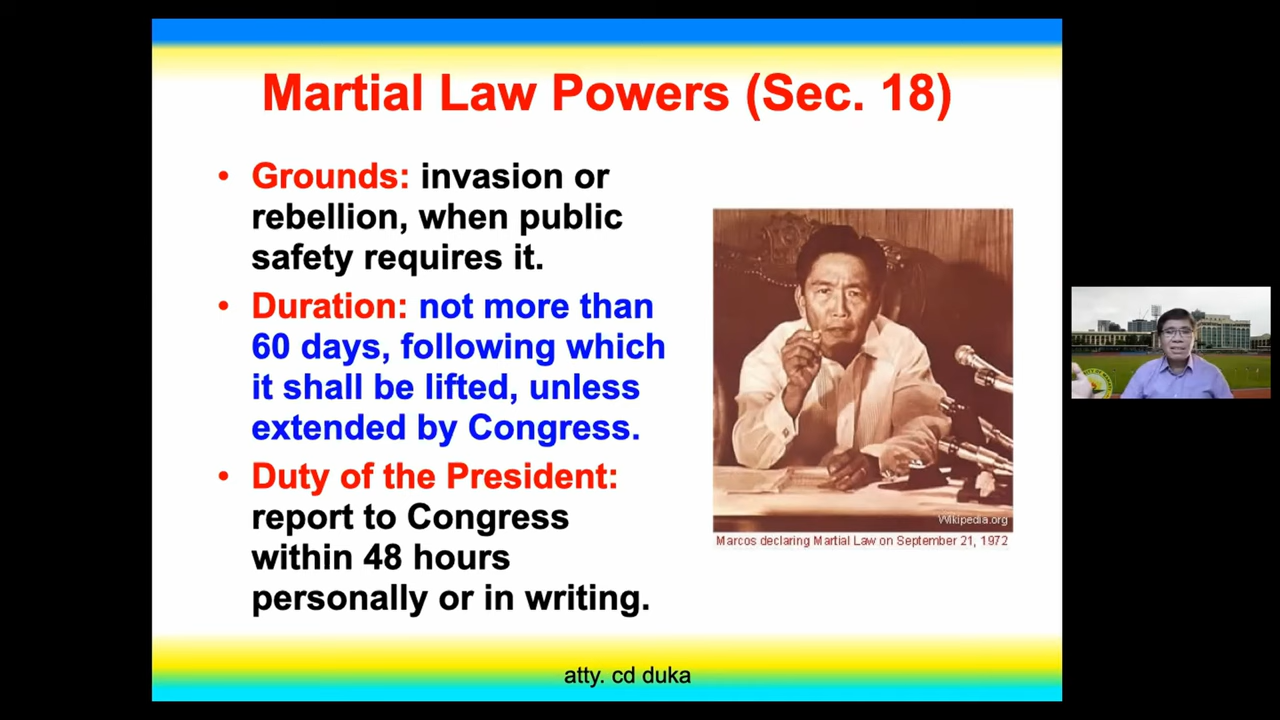 Martial Law Powers (Sec. 18)
• Grounds: invasion or
rebellion, when public
safety requires it.
• Duration: not more than
60 days, following which
it shall be lifted, unless
extended by Congress.
• Duty of the President:
report to Congress
within 48 hours
personally or in writing.
Wikipedia.org
Marcos declaring Martial Law on September 21, 1972
atty. cd duka